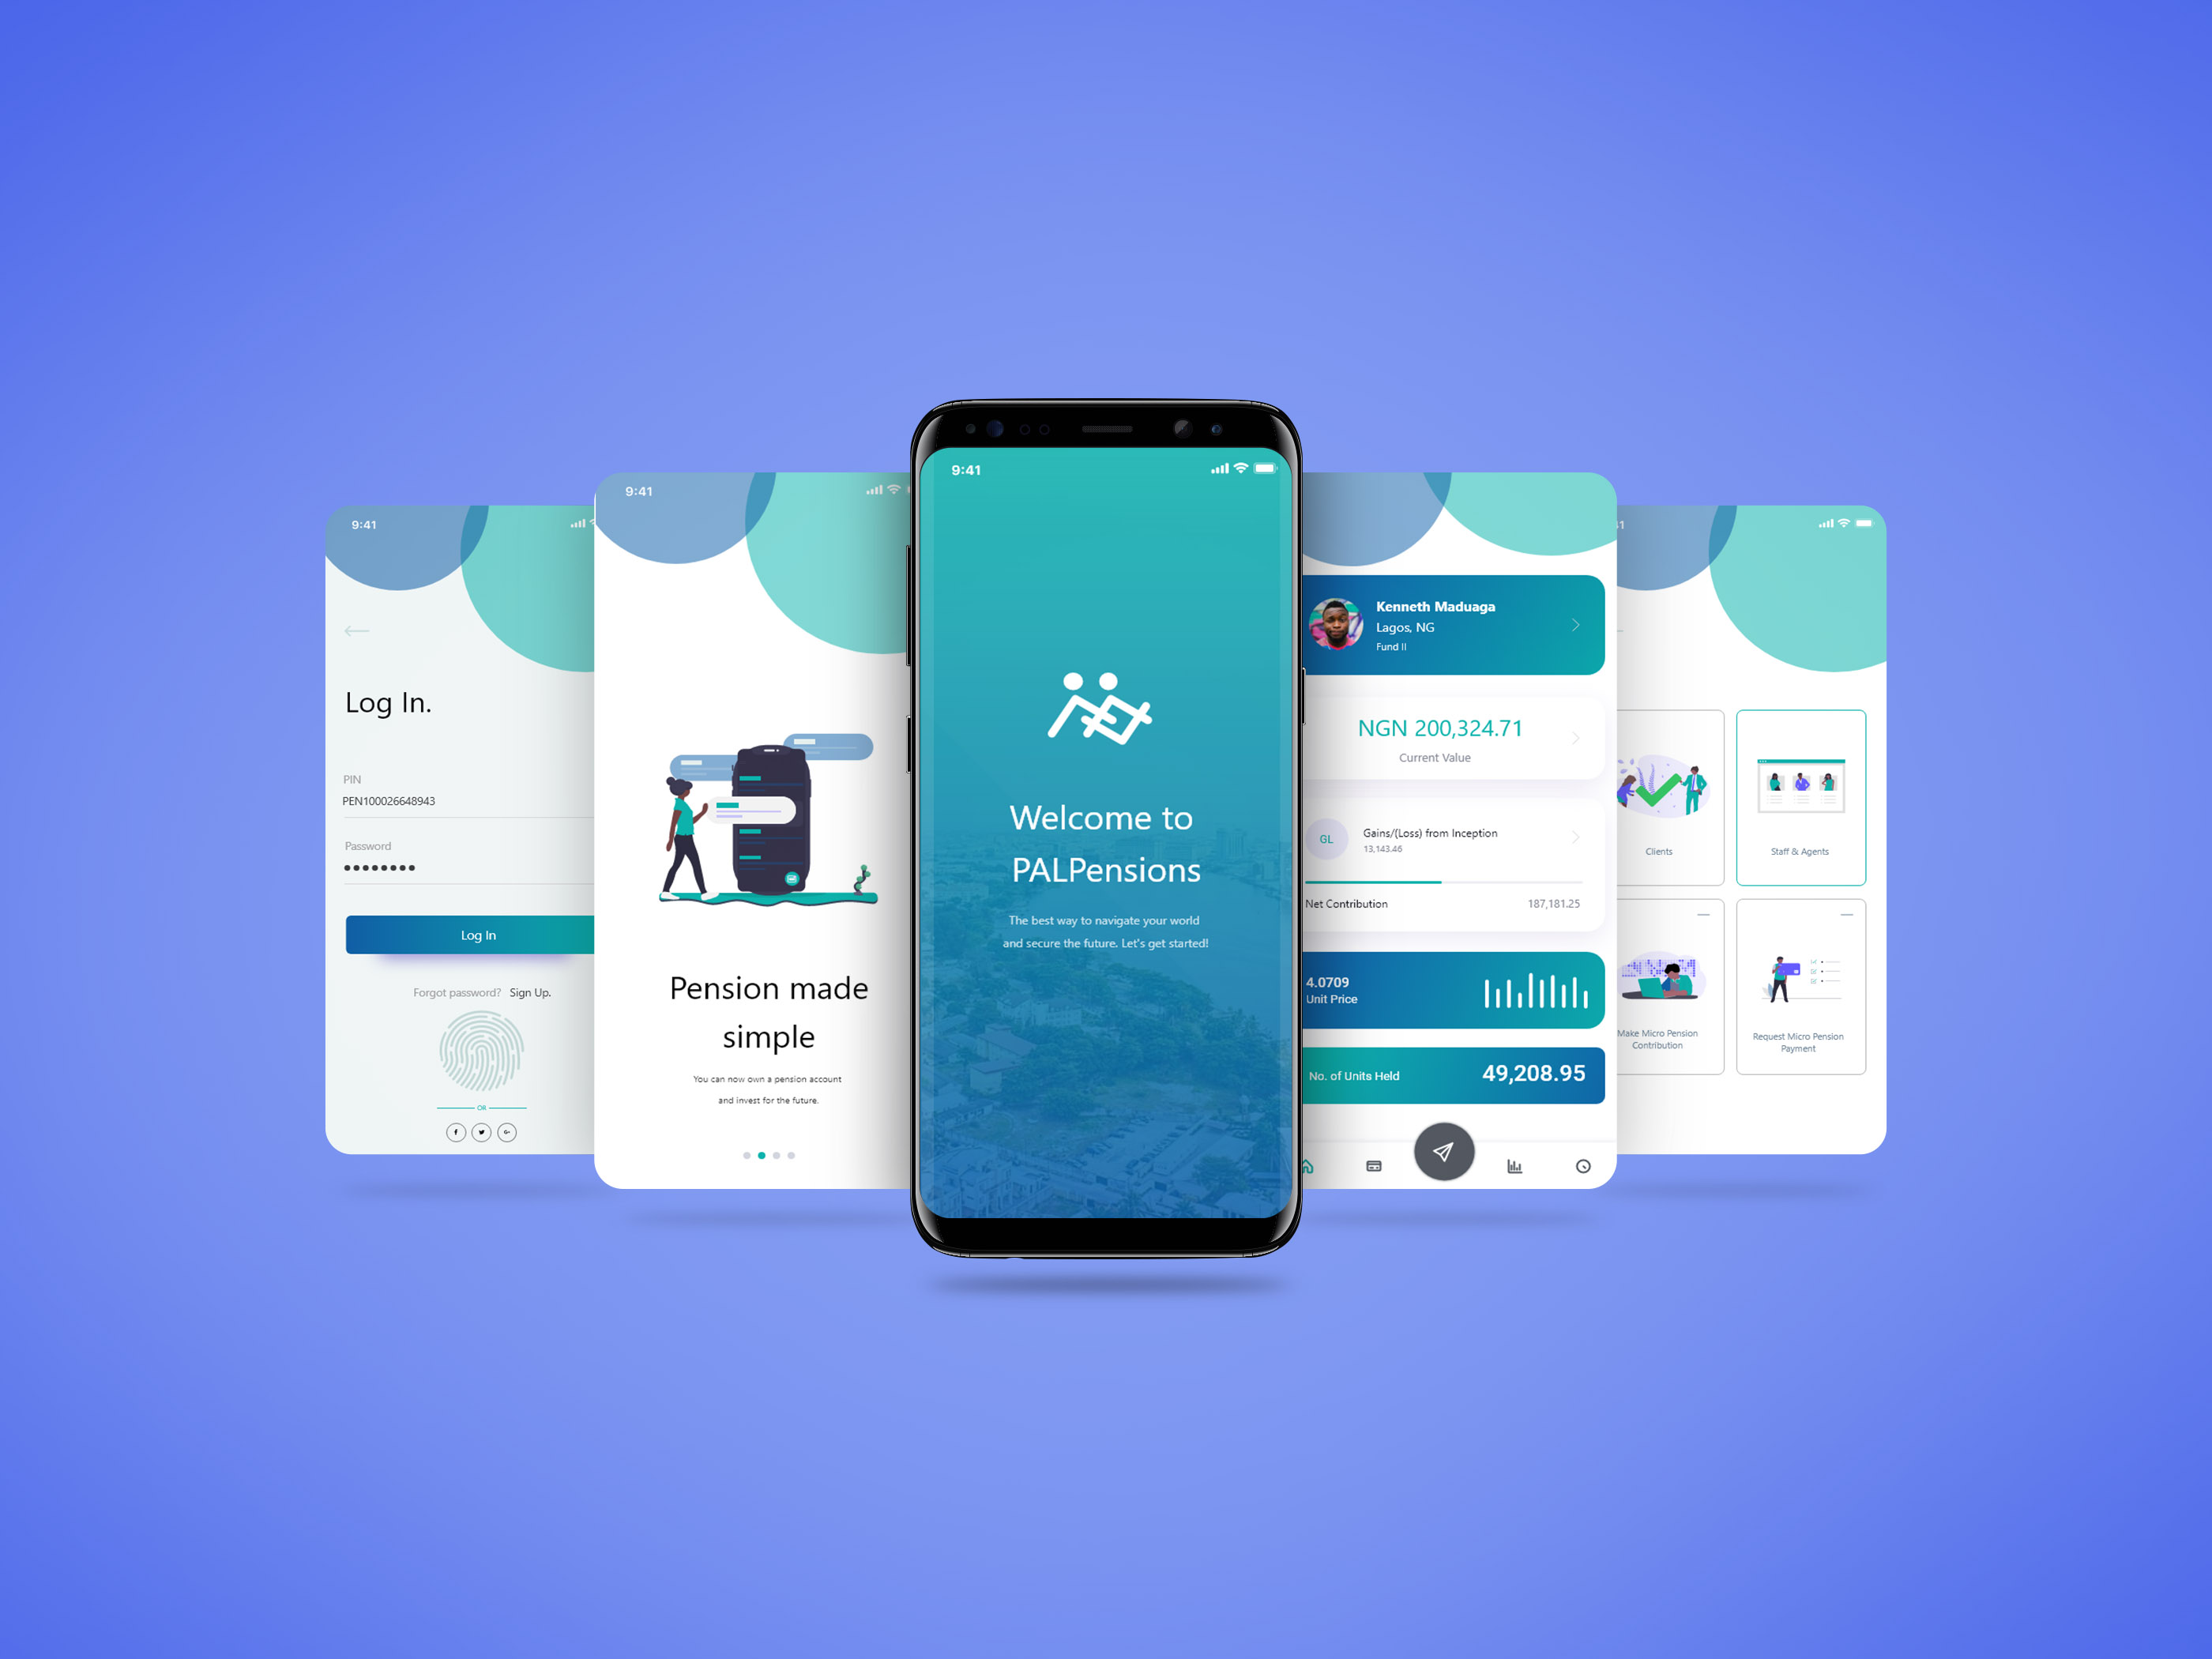 9:41
Log In.
PIN
PEN100026648943
Password
Log In
Forgot password? Sign Up.
OR
9:41
Pension made
simple
You can now own a pension account
and invest for the future.
9:41
Welcome to
PALPensions
The best way to navigate your world
and secure the future. Let's get started!
Kenneth Maduaga
Lagos, NG
Fund II
NGN 200,324.71
Current Value
GL
Gains/(Loss) from Inception
13,143.46
Net Contribution
187,181.25
4.0709
Unit Price
No. of Units Held
49,208.95
Clients
Staff & Agents
Make Micro Pension
Contribution
Request Micro Pension
Payment